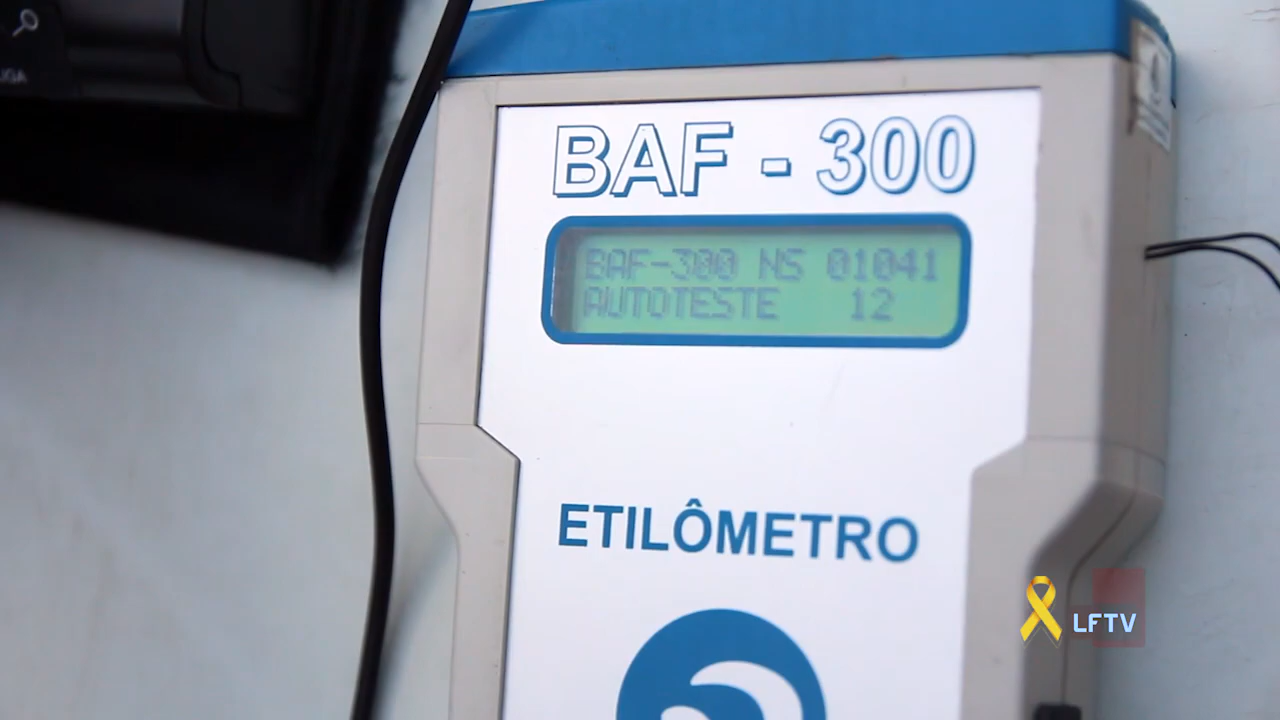 BAF - 300
BAF-300 NS 01041
AUTOTESTE 12
ETILÔMETRO
LFTV